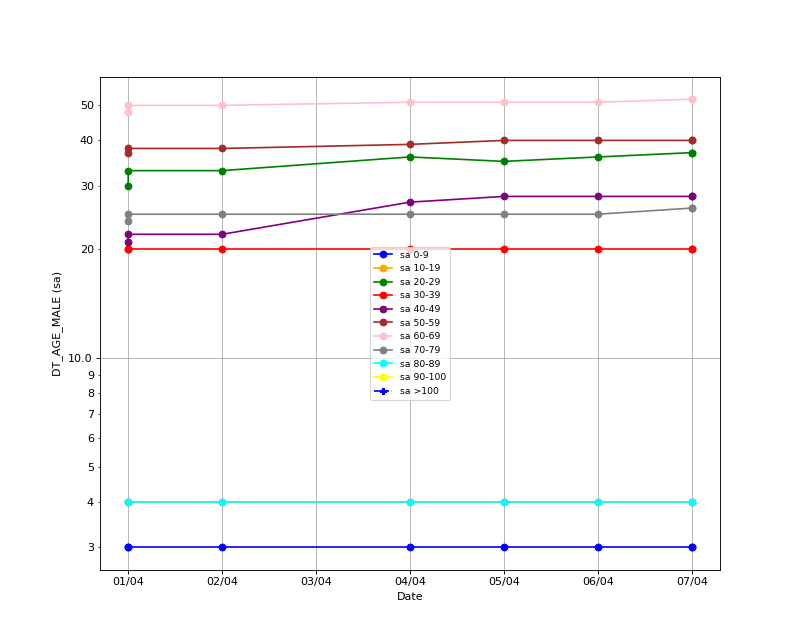 50
40
30
20
10.0
9
8
7
6
5
4
3
DT_AGE_MALE (sa)
sa 0-9
sa 10-19
sa 20-29
sa 30-39
sa 40-49
sa 50-59
sa 60-69
sa 70-79
sa 80-89
sa 90-100
sa >100
01/04 02/04 03/04 04/04 05/04 06/04 07/04
Date